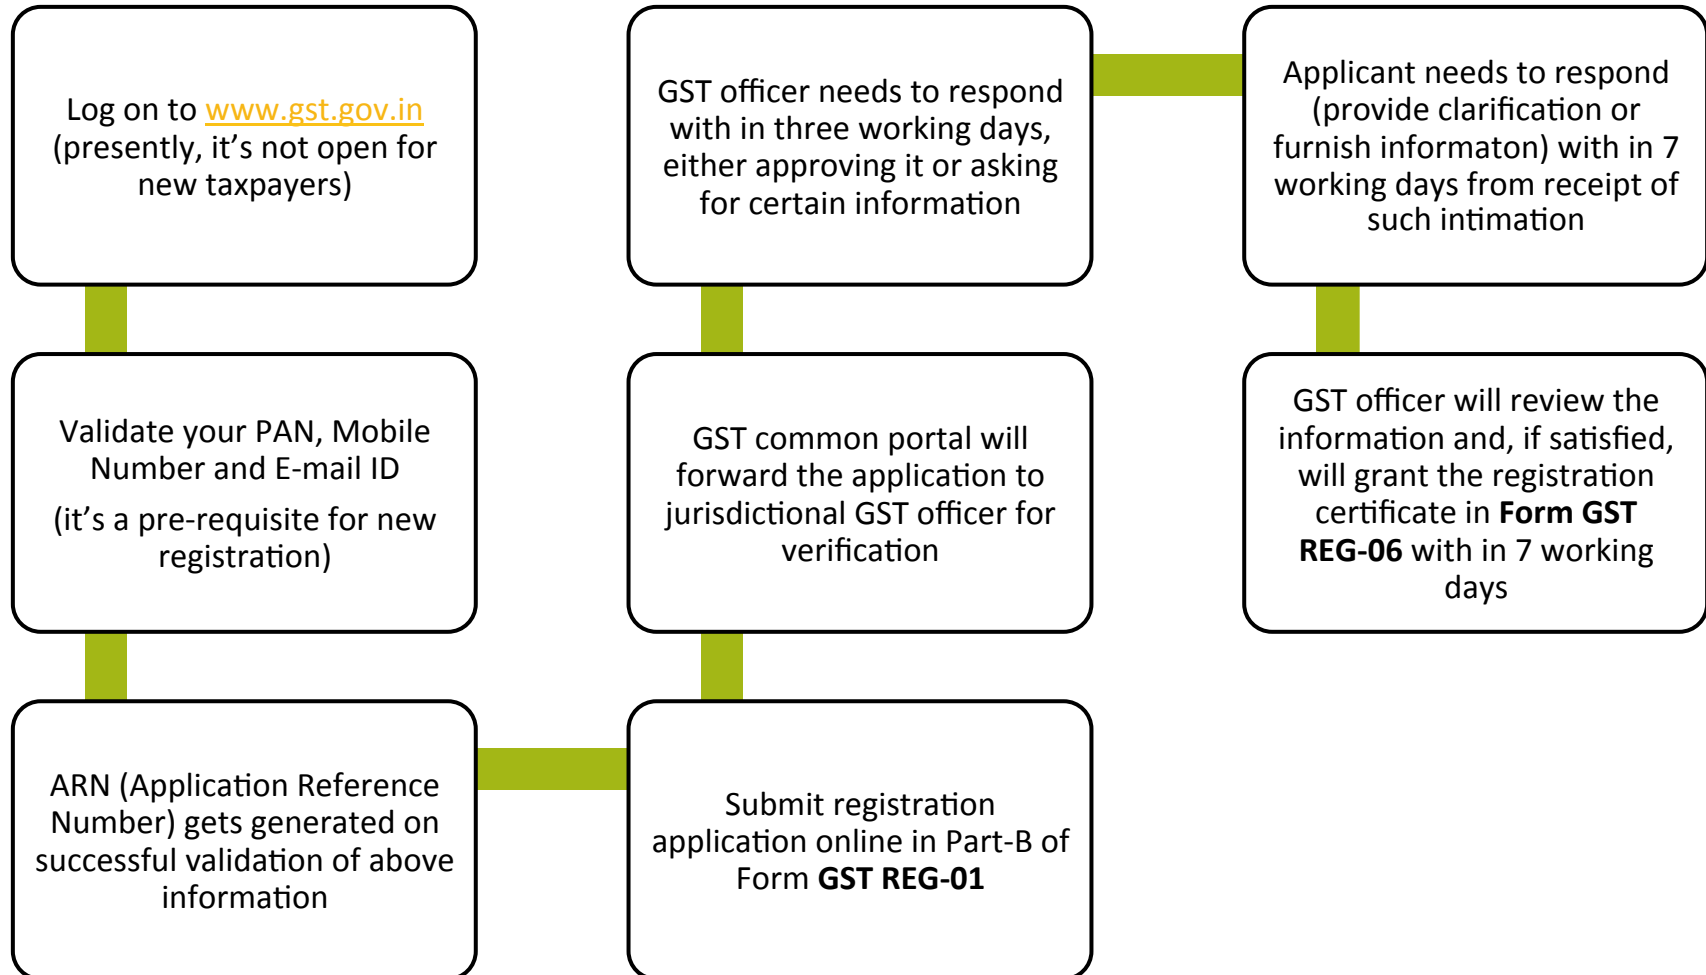 Log on to www.gst.gov.in
(presently, it's not open for
new taxpayers)
Validate your PAN, Mobile
Number and E-mail ID
(it's a pre-requisite for new
registration)
ARN (Application Reference
Number) gets generated on
successful validation of above
information
Submit registration
application online in Part-B of
Form GST REG-01
GST common portal will
forward the application to
jurisdictional GST officer for
verification
GST officer needs to respond
with in three working days,
either approving it or asking
for certain information
Applicant needs to respond
(provide clarification or
furnish informaton) with in 7
working days from receipt of
such intimation
GST officer will review the
information and, if satisfied,
will grant the registration
certificate in Form GST
REG-06 with in 7 working
days